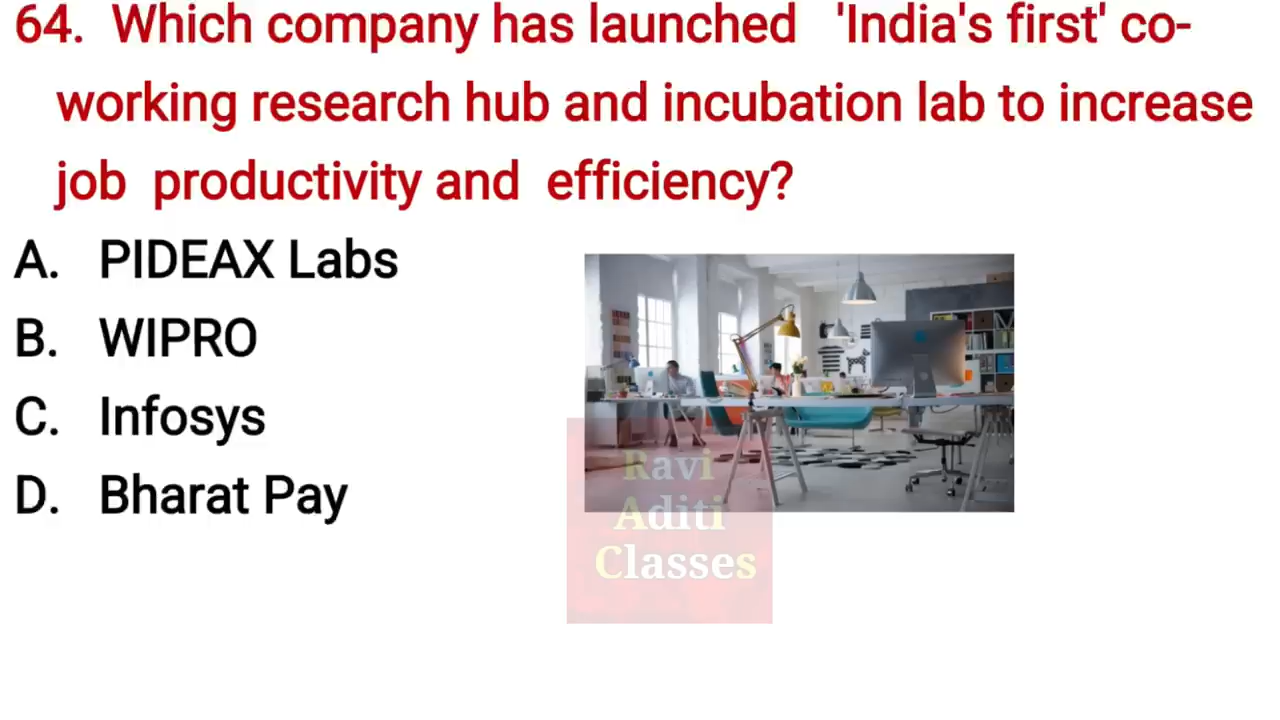 64. Which company has launched 'India's first' co-
working research hub and incubation lab to increase
job productivity and efficiency?
A. PIDEAX Labs
B. WIPRO
C. Infosys
D. Bharat Pay
Ravi
Aditi
Classes